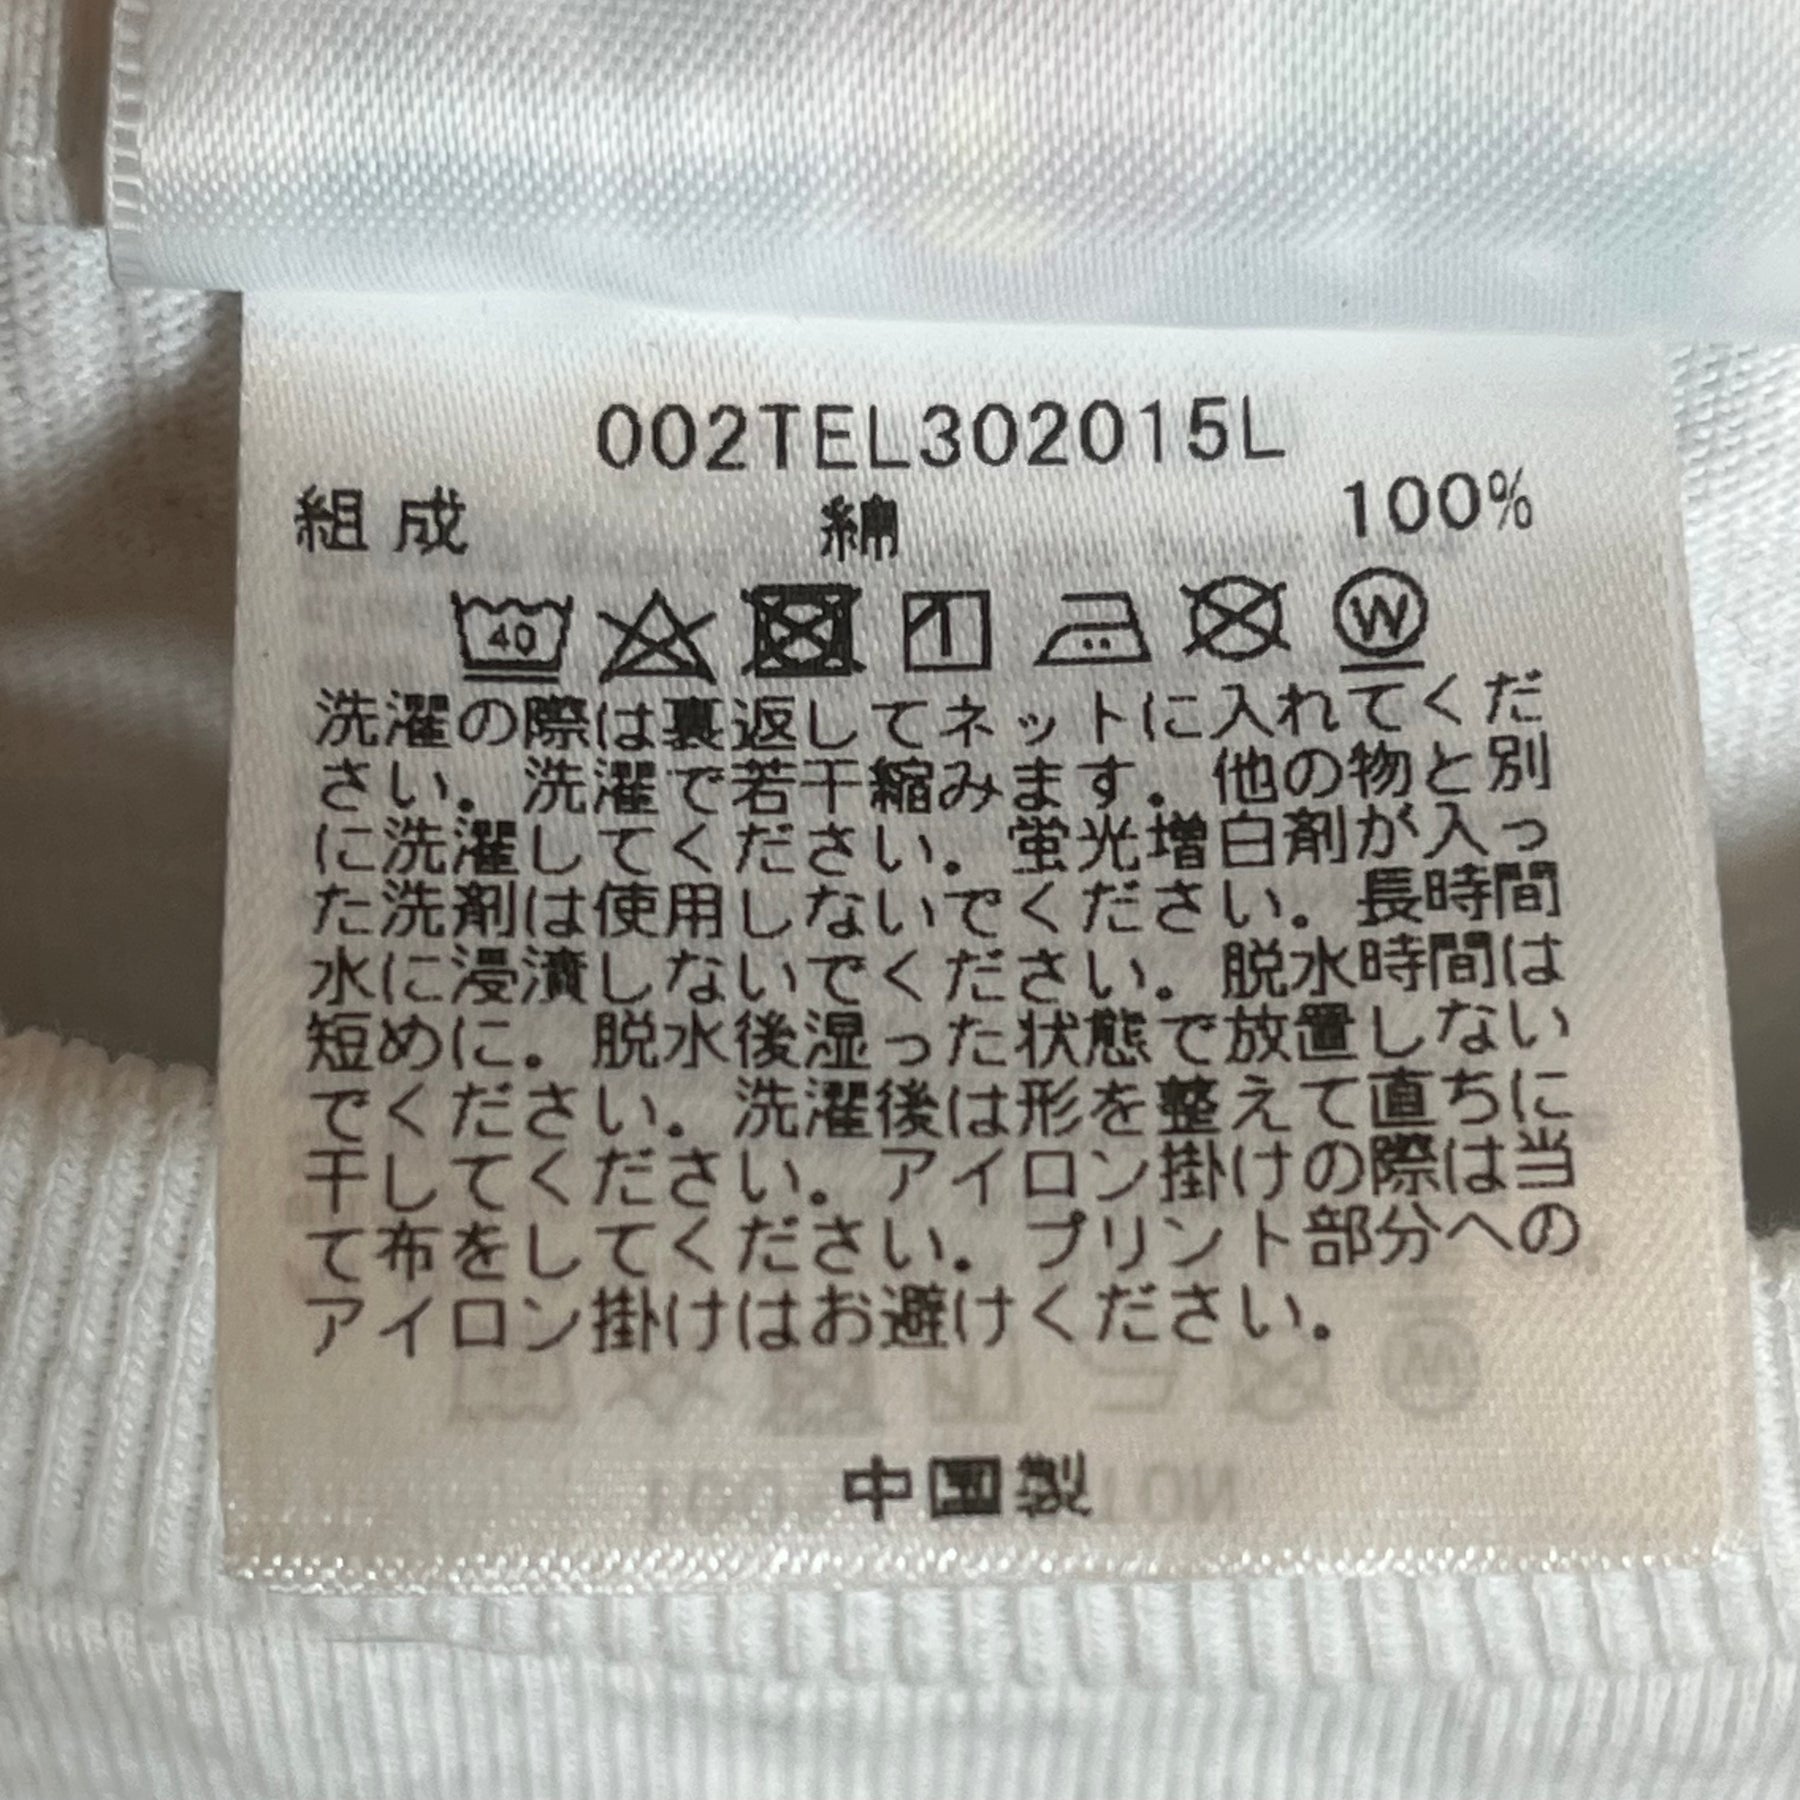 002TEL302015L
組成 綿 100%
40 1 W
洗濯の際は裏返してネットに入れてくだ
さい。洗濯で若干縮みます。他の物と別
に洗濯してください。蛍光増白剤が入っ
た洗剤は使用しないでください。長時間
水に浸漬しないでください。脱水時間は
短めに。脱水後湿った状態で放置しない
でください。洗濯後は形を整えて直ちに
干してください。アイロン掛けの際は当
て布をしてください。プリント部分への
アイロン掛けはお避けください。
中国製